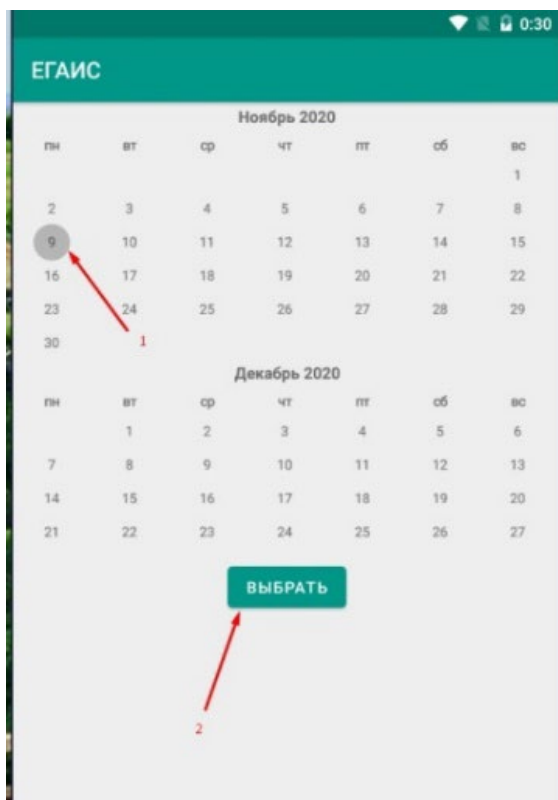 0:30
ЕГАИС
Ноябрь 2020
пн вт ср чт пт сб вс
1
2 3 4 5 6 7 8
9 10 11 12 13 14 15
16 17 18 19 20 21 22
23 24 25 26 27 28 29
30
1
Декабрь 2020
пн вт ср чт пт сб вс
1 2 3 4 5 6
7 8 9 10 11 12 13
14 15 16 17 18 19 20
21 22 23 24 25 26 27
ВЫБРАТЬ
2